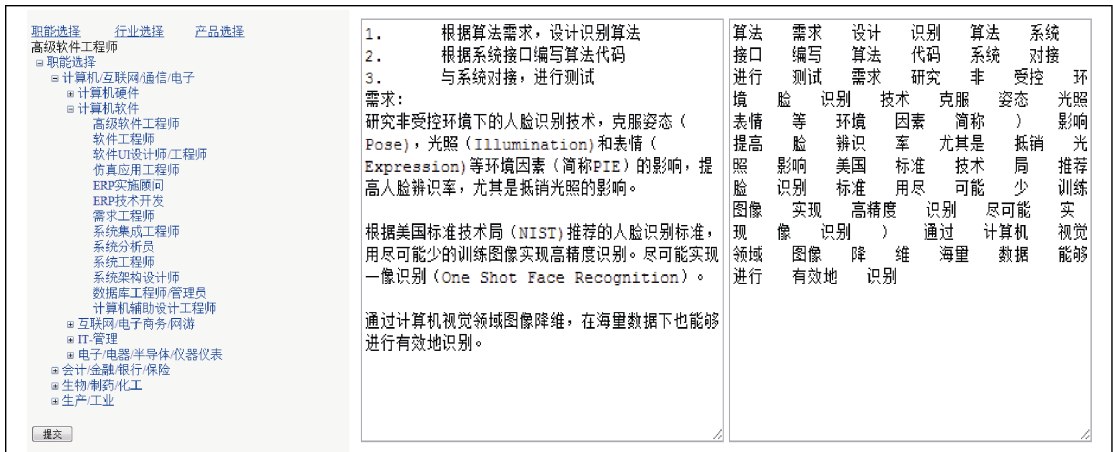 职能选择 行业选择 产品选择
高级软件工程师
职能选择
计算机/互联网/通信/电子
计算机硬件
计算机软件
高级软件工程师
软件工程师
软件UI设计师/工程师
仿真应用工程师
ERP实施顾问
ERP技术开发
需求工程师
系统集成工程师
系统分析员
系统工程师
系统架构设计师
数据库工程师/管理员
计算机辅助设计工程师
互联网/电子商务/网游
IT-管理
电子/电器/半导体/仪器仪表
会计/金融/银行/保险
生物/制药/化工
生产/工业
提交
1. 根据算法需求，设计识别算法
2. 根据系统接口编写算法代码
3. 与系统对接，进行测试
需求:
研究非受控环境下的人脸识别技术，克服姿态（
Pose)，光照（Illumination)和表情（
Expression)等环境因素（简称PIE）的影响，提
高人脸辨识率，尤其是抵销光照的影响。
根据美国标准技术局（NIST)推荐的人脸识别标准，
用尽可能少的训练图像实现高精度识别。尽可能实现
一像识别（One Shot Face Recognition）。
通过计算机视觉领域图像降维，在海量数据下也能够
进行有效地识别。
算法 需求 设计 识别 算法 系统
接口 编写 算法 代码 系统 对接
进行 测试 需求 研究 非 受控 环
境 脸 识别 技术 克服 姿态 光照
表情 等 环境 因素 简称 ） 影响
提高 脸 辨识 率 尤其是 抵销 光
照 影响 美国 标准 技术 局 推荐
脸 识别 标准 用尽 可能 少 训练
图像 实现 高精度 识别 尽可能 实
现 像 识别 ） 通过 计算机 视觉
领域 图像 降 维 海量 数据 能够
进行 有效地 识别